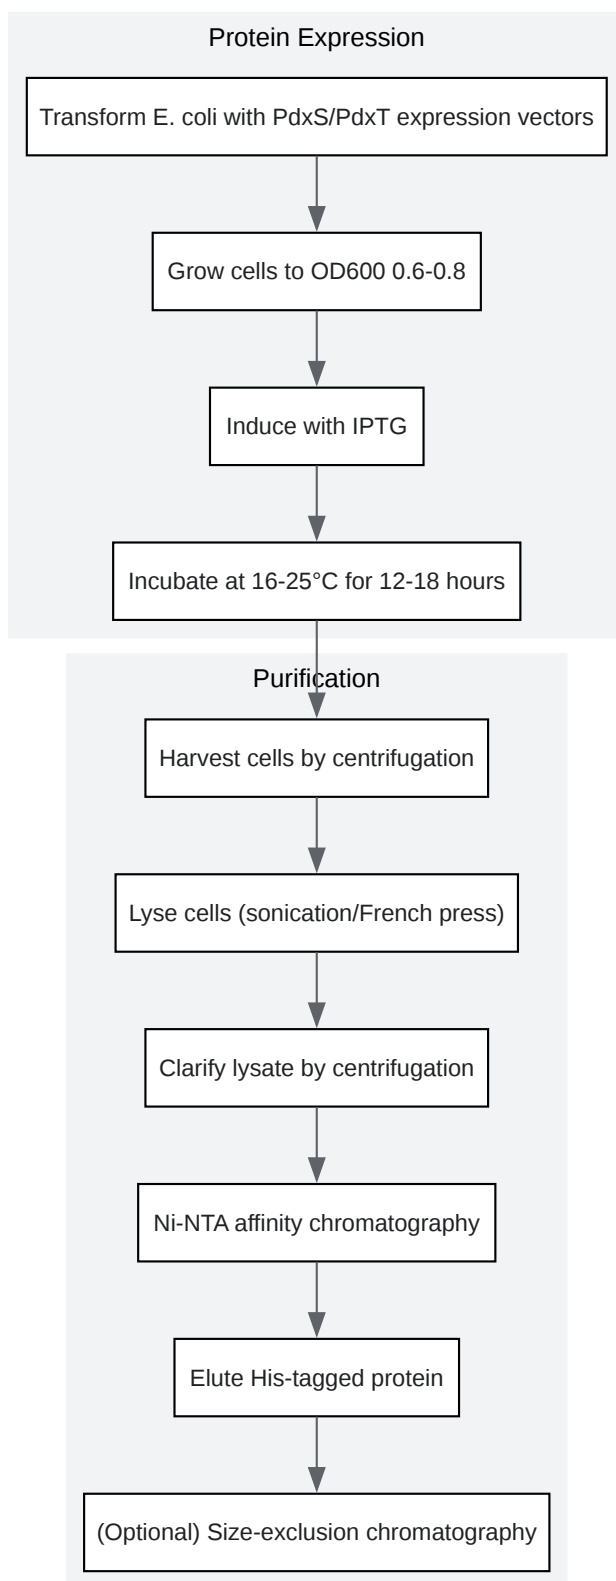 Protein Expression
Transform E. coli with PdxS/PdxT expression vectors
Grow cells to OD600 0.6-0.8
Induce with IPTG
Incubate at 16-25°C for 12-18 hours
Purification
Harvest cells by centrifugation
Lyse cells (sonication/French press)
Clarify lysate by centrifugation
Ni-NTA affinity chromatography
Elute His-tagged protein
(Optional) Size-exclusion chromatography